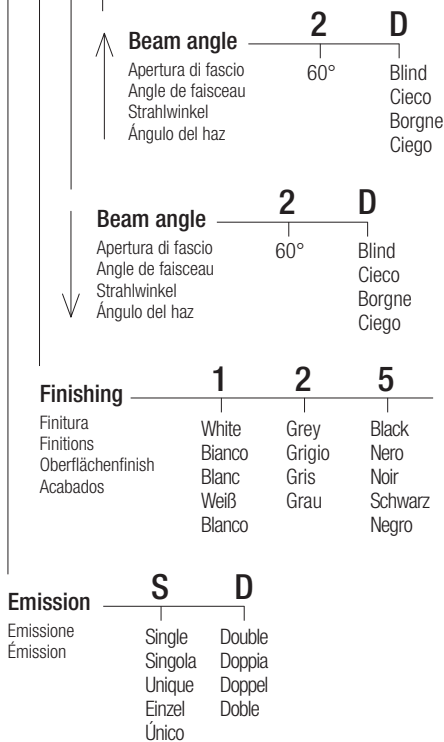 Beam angle 2 D
Apertura di fascio 60° Blind
Angle de faisceau Cieco
Strahlwinkel Borgne
Ángulo del haz Ciego
Beam angle 2 D
Apertura di fascio 60° Blind
Angle de faisceau Cieco
Strahlwinkel Borgne
Ángulo del haz Ciego
Finishing 1 2 5
Finitura White Grey Black
Finitions Bianco Grigio Nero
Oberflächenfinish Blanc Gris Noir
Acabados Weiß Grau Schwarz
Blanco Negro
Emission S D
Emissione Single Double
Émission Singola Doppia
Unique Doppel
Einzel Doble
Único